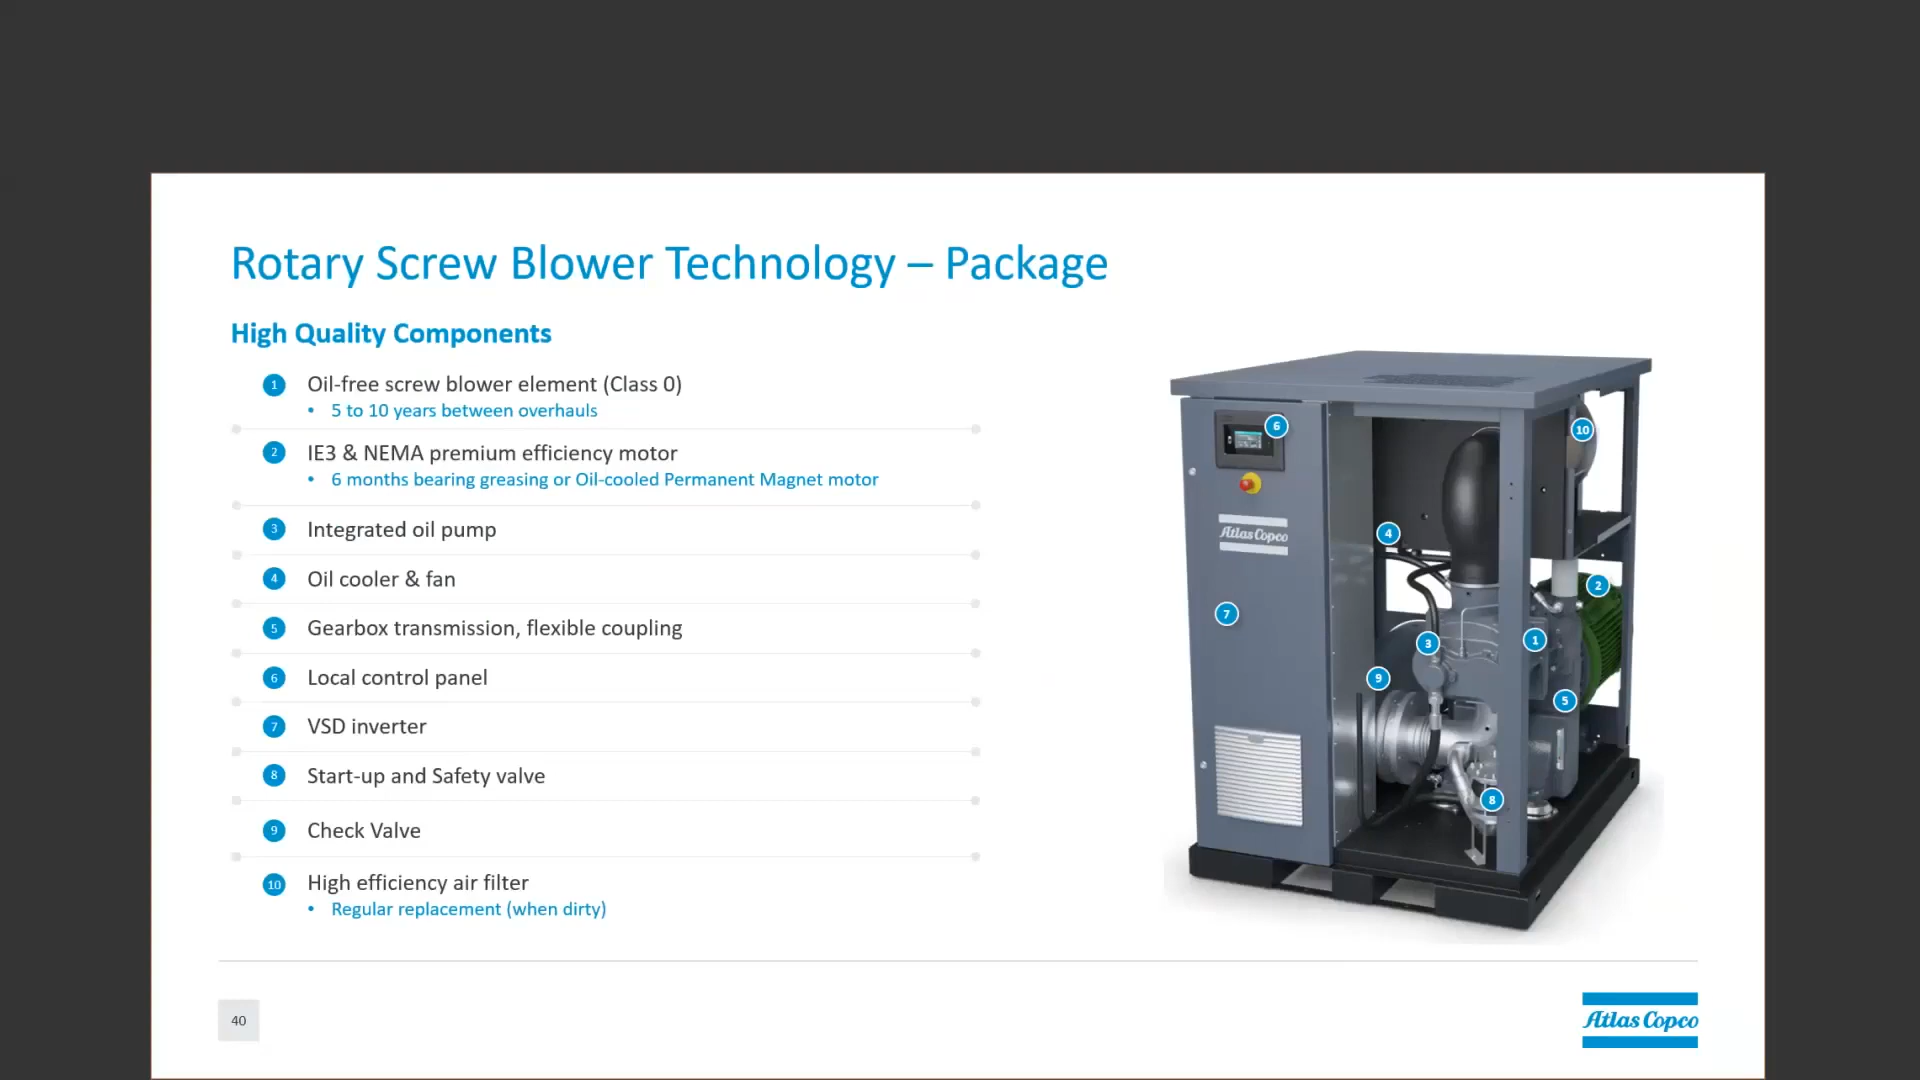 Rotary Screw Blower Technology – Package
High Quality Components
1 Oil-free screw blower element (Class 0)
• 5 to 10 years between overhauls
2 IE3 & NEMA premium efficiency motor
• 6 months bearing greasing or Oil-cooled Permanent Magnet motor
3 Integrated oil pump
4 Oil cooler & fan
5 Gearbox transmission, flexible coupling
6 Local control panel
7 VSD inverter
8 Start-up and Safety valve
9 Check Valve
10 High efficiency air filter
• Regular replacement (when dirty)
6
10
Atlas Copco
4
2
7
3
1
9
5
8
40
Atlas Copco